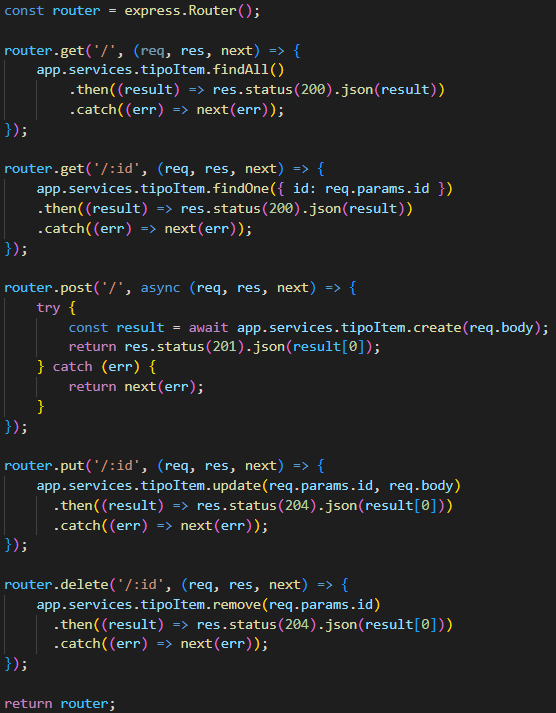 const router = express.Router();

router.get('/', (req, res, next) => {
    app.services.tipoItem.findAll()
        .then((result) => res.status(200).json(result))
        .catch((err) => next(err));
});

router.get('/:id', (req, res, next) => {
    app.services.tipoItem.findOne({ id: req.params.id })
    .then((result) => res.status(200).json(result))
    .catch((err) => next(err));
});

router.post('/', async (req, res, next) => {
    try {
        const result = await app.services.tipoItem.create(req.body);
        return res.status(201).json(result[0]);
    } catch (err) {
        return next(err);
    }
});

router.put('/:id', (req, res, next) => {
    app.services.tipoItem.update(req.params.id, req.body)
      .then((result) => res.status(204).json(result[0]))
      .catch((err) => next(err));
});

router.delete('/:id', (req, res, next) => {
    app.services.tipoItem.remove(req.params.id)
      .then((result) => res.status(204).json(result[0]))
      .catch((err) => next(err));
});

return router;